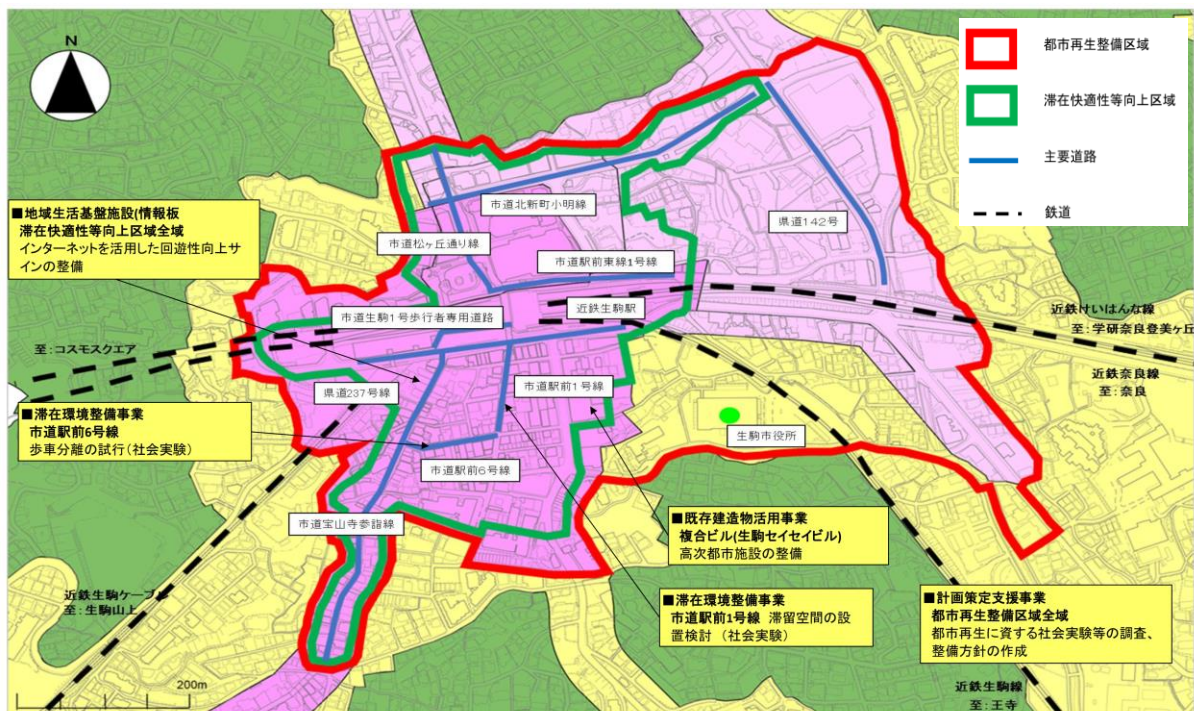 N
都市再生整備区域
滞在快適性等向上区域
主要道路
鉄道
■地域生活基盤施設(情報板
滞在快適性等向上区域全域
インターネットを活用した回遊性向上サ
インの整備
市道北新町小明線
市道松ヶ丘通り線
市道駅前東線1号線
県道142号
近鉄生駒駅
市道生駒1号歩行者専用道路
近鉄けいはんな線
至:学研奈良登美ヶ丘
至:コスモスクエア
近鉄奈良線
至:奈良
県道237号線
市道駅前1号線
■滞在環境整備事業
市道駅前6号線
歩車分離の試行(社会実験)
生駒市役所
市道駅前6号線
市道宝山寺参詣線
■既存建造物活用事業
複合ビル(生駒セイセイビル)
高次都市施設の整備
近鉄生駒ケーブル
至:生駒山上
■滞在環境整備事業
市道駅前1号線 滞留空間の設
置検討 (社会実験)
■計画策定支援事業
都市再生整備区域全域
都市再生に資する社会実験等の調査、
整備方針の作成
200m
近鉄生駒線
至:王寺